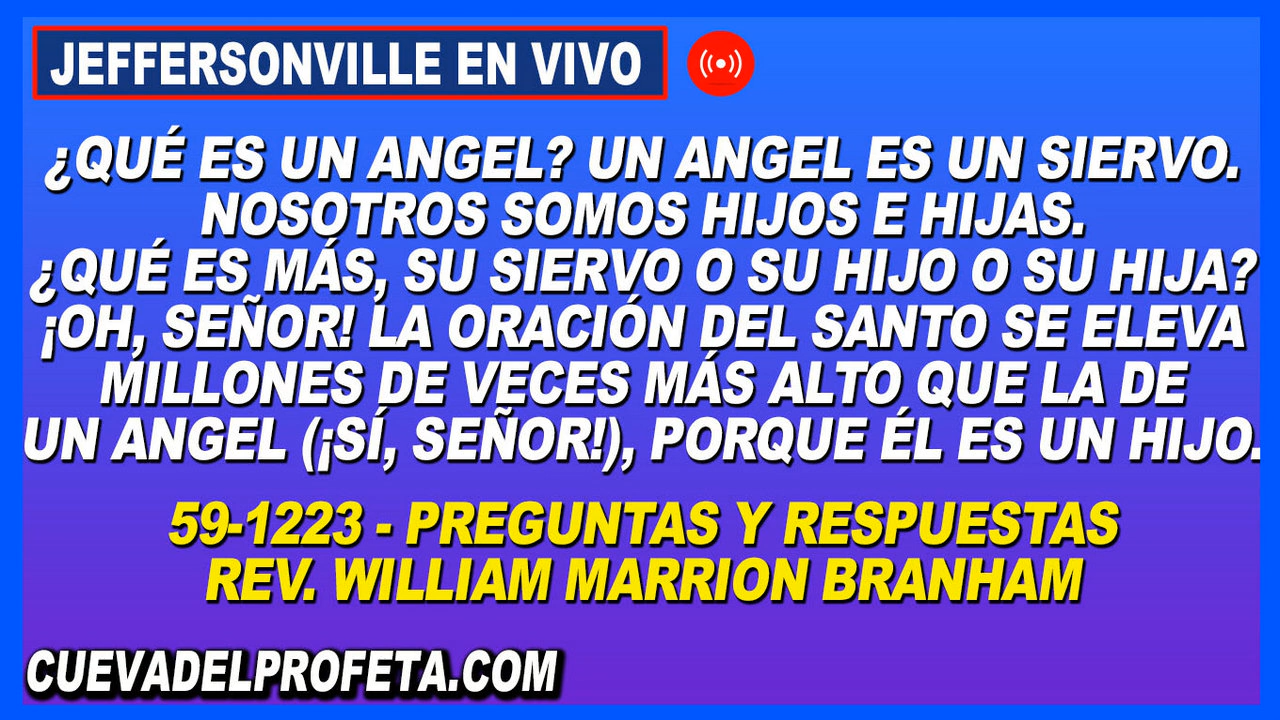 JEFFERSONVILLE EN VIVO
¿QUÉ ES UN ANGEL? UN ANGEL ES UN SIERVO.
NOSOTROS SOMOS HIJOS E HIJAS.
¿QUÉ ES MÁS, SU SIERVO O SU HIJO O SU HIJA?
¡OH, SEÑOR! LA ORACIÓN DEL SANTO SE ELEVA
MILLONES DE VECES MÁS ALTO QUE LA DE
UN ANGEL (¡SÍ, SEÑOR!), PORQUE ÉL ES UN HIJO.
59-1223 - PREGUNTAS Y RESPUESTAS
REV. WILLIAM MARRION BRANHAM
CUEVADELPROFETA.COM